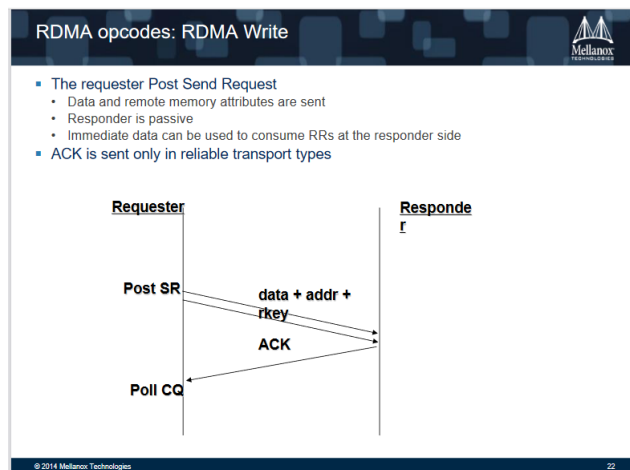 RDMA opcodes: RDMA Write
Mellanox
TECHNOLOGIES
▪ The requester Post Send Request
• Data and remote memory attributes are sent
• Responder is passive
• Immediate data can be used to consume RRs at the responder side
▪ ACK is sent only in reliable transport types
Requester
Responde
r
Post SR
data + addr +
rkey
ACK
Poll CQ
© 2014 Mellanox Technologies
22